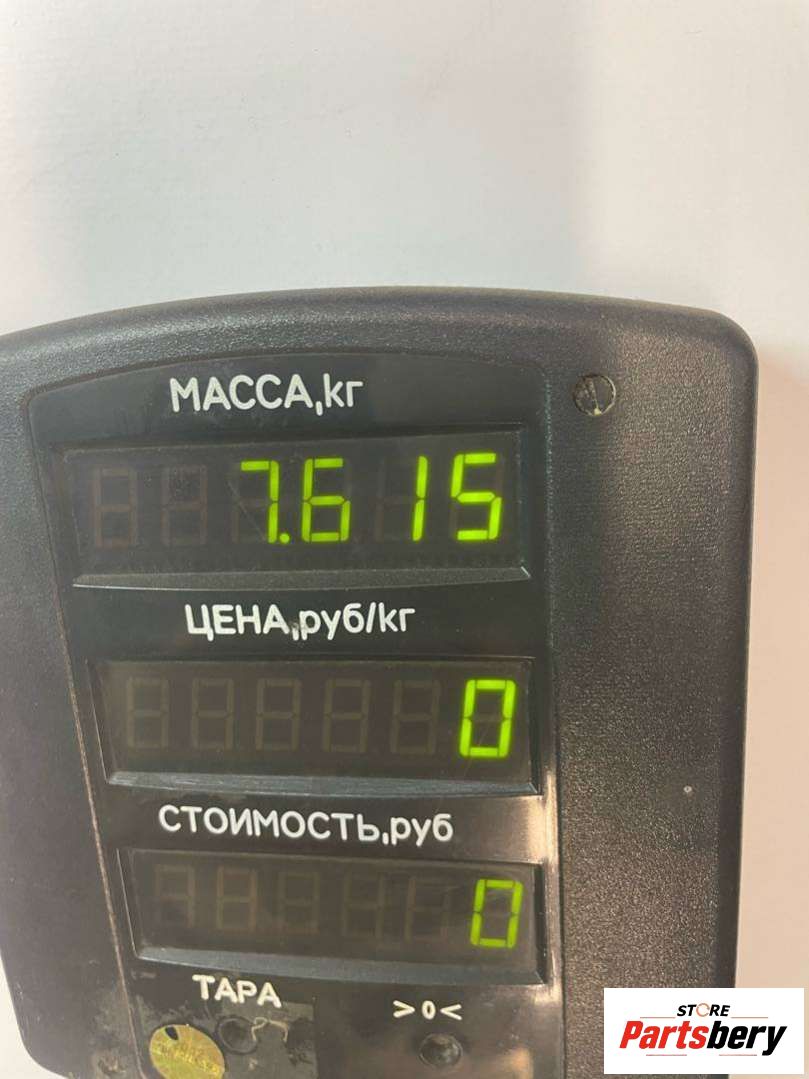 МАССА,кг
7.615
ЦЕНА,руб/кг
0
СТОИМОСТЬ,руб
0
ТАРА >0<
STORE
Partsbery